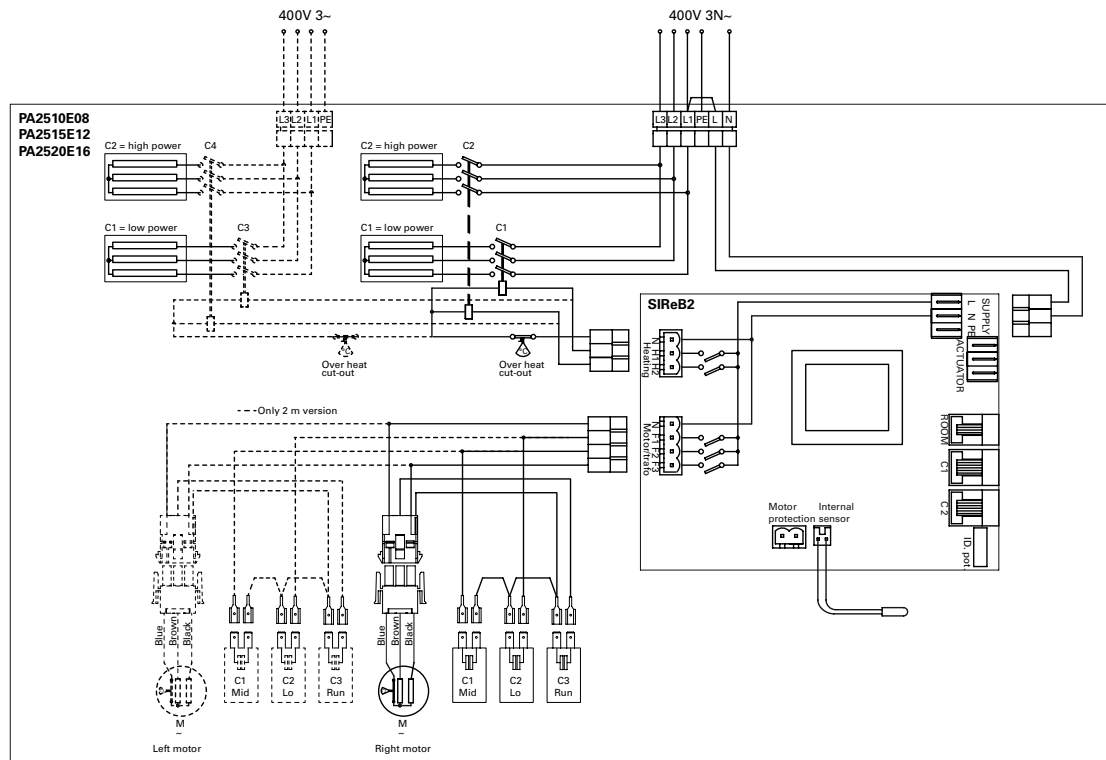 400V 3~
400V 3N~
PA2510E08
PA2515E12
PA2520E16
L3 L2 L1 PE
L3 L2 L1 PE L N
C2 = high power
C4
C2 = high power
C2
C1 = low power
C3
C1 = low power
C1
SIReB2
L N PE
SUPPLY
ACTUATOR
N H1 H2
Heating
Over heat
cut-out
Over heat
cut-out
---Only 2 m version
N F1 F2 F3
Motor/trafo
ROOM
C1
C 2
ID. pot.
Motor
protection
Internal
sensor
Blue
Brown
Black
Blue
Brown
Black
C1
Mid
C2
Lo
C3
Run
C1
Mid
C2
Lo
C3
Run
M
~
M
~
Left motor
Right motor